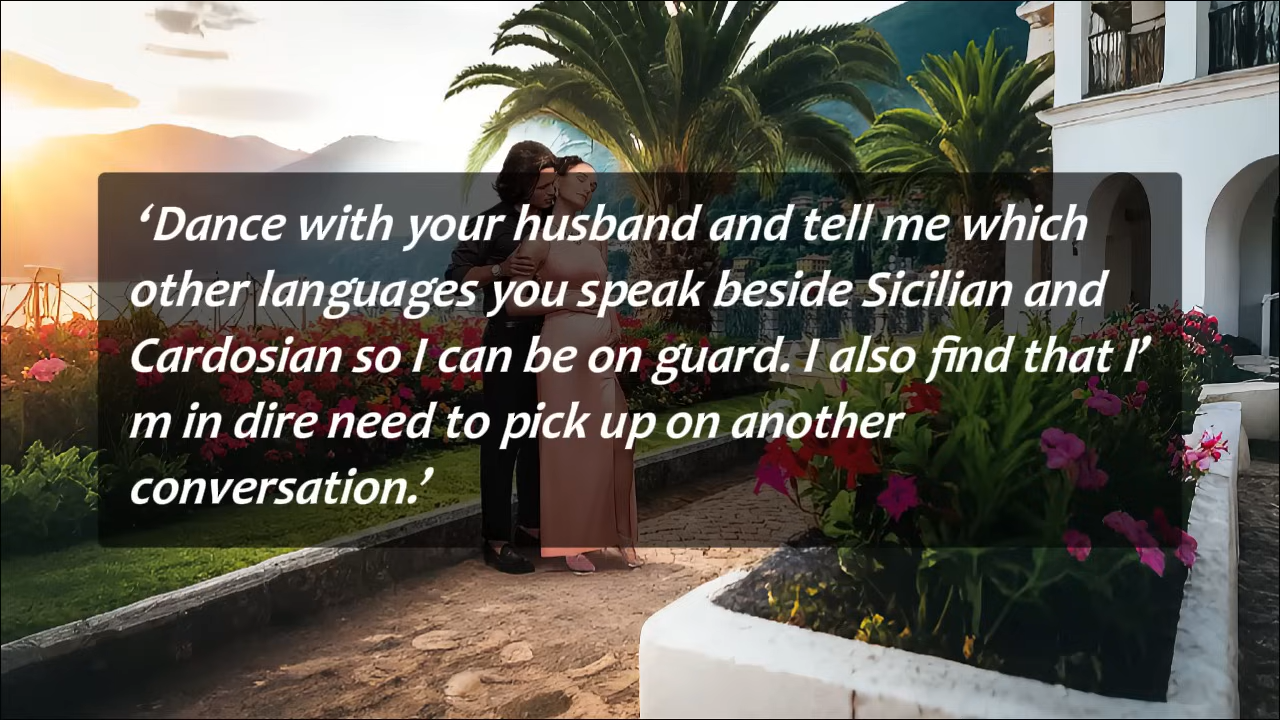 ‘Dance with your husband and tell me which
other languages you speak beside Sicilian and
Cardosian so I can be on guard. I also find that I’
m in dire need to pick up on another
conversation.’